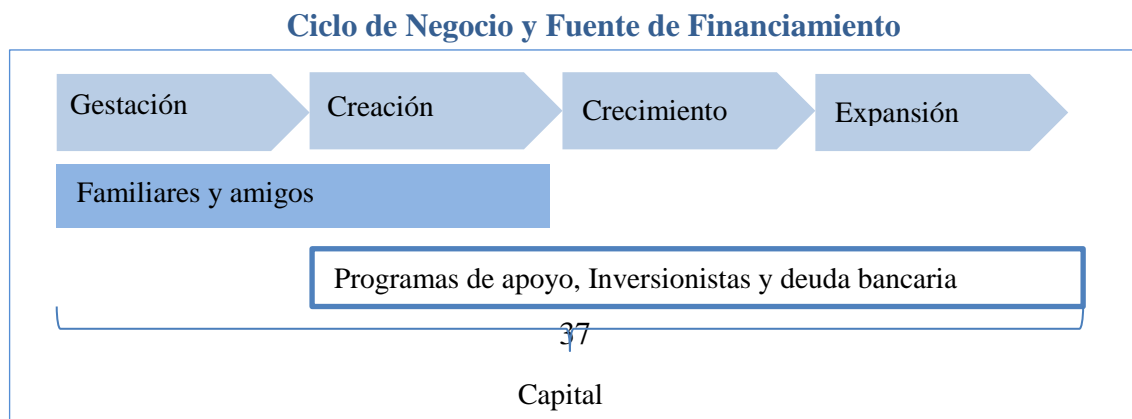 Ciclo de Negocio y Fuente de Financiamiento
Gestación
Creación
Crecimiento
Expansión
Familiares y amigos
Programas de apoyo, Inversionistas y deuda bancaria
37
Capital